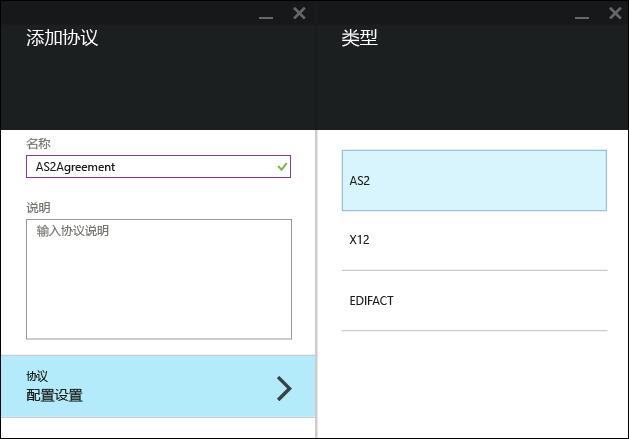 添加协议
名称
AS2Agreement
说明
输入协议说明
协议
配置设置
类型
AS2
X12
EDIFACT